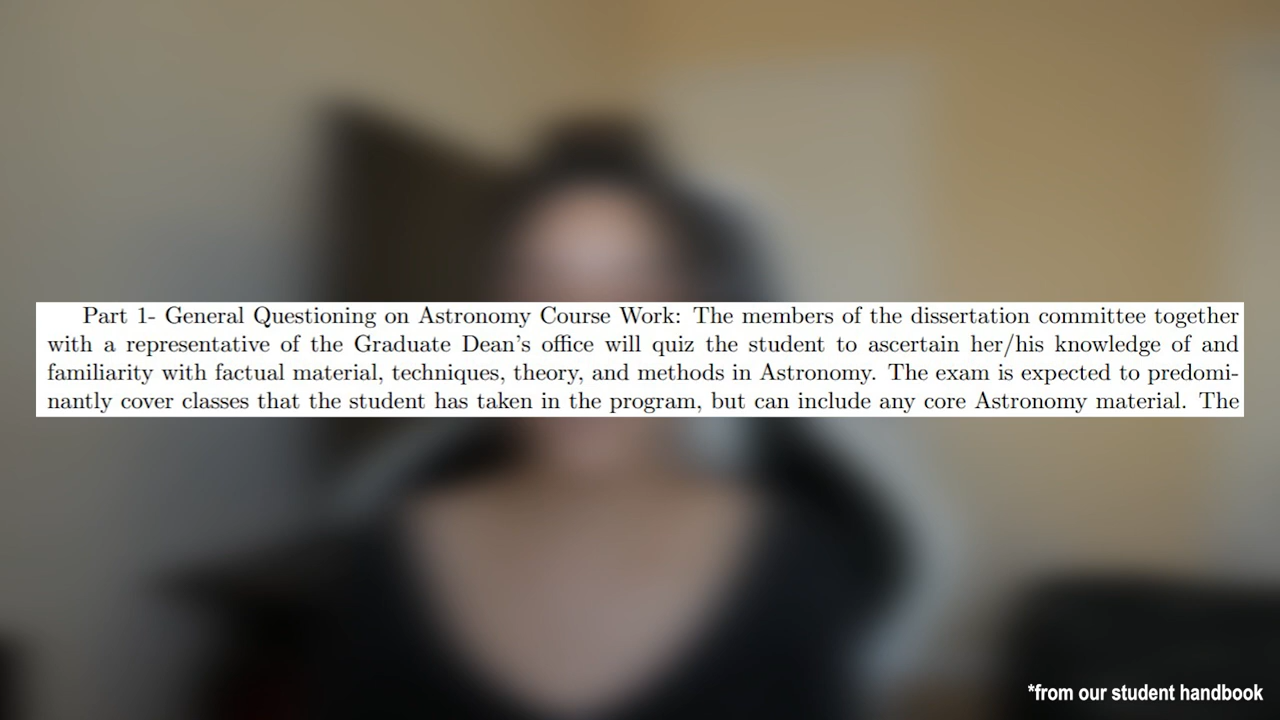 Part 1- General Questioning on Astronomy Course Work: The members of the dissertation committee together
with a representative of the Graduate Dean's office will quiz the student to ascertain her/his knowledge of and
familiarity with factual material, techniques, theory, and methods in Astronomy. The exam is expected to predomi-
nantly cover classes that the student has taken in the program, but can include any core Astronomy material. The
*from our student handbook